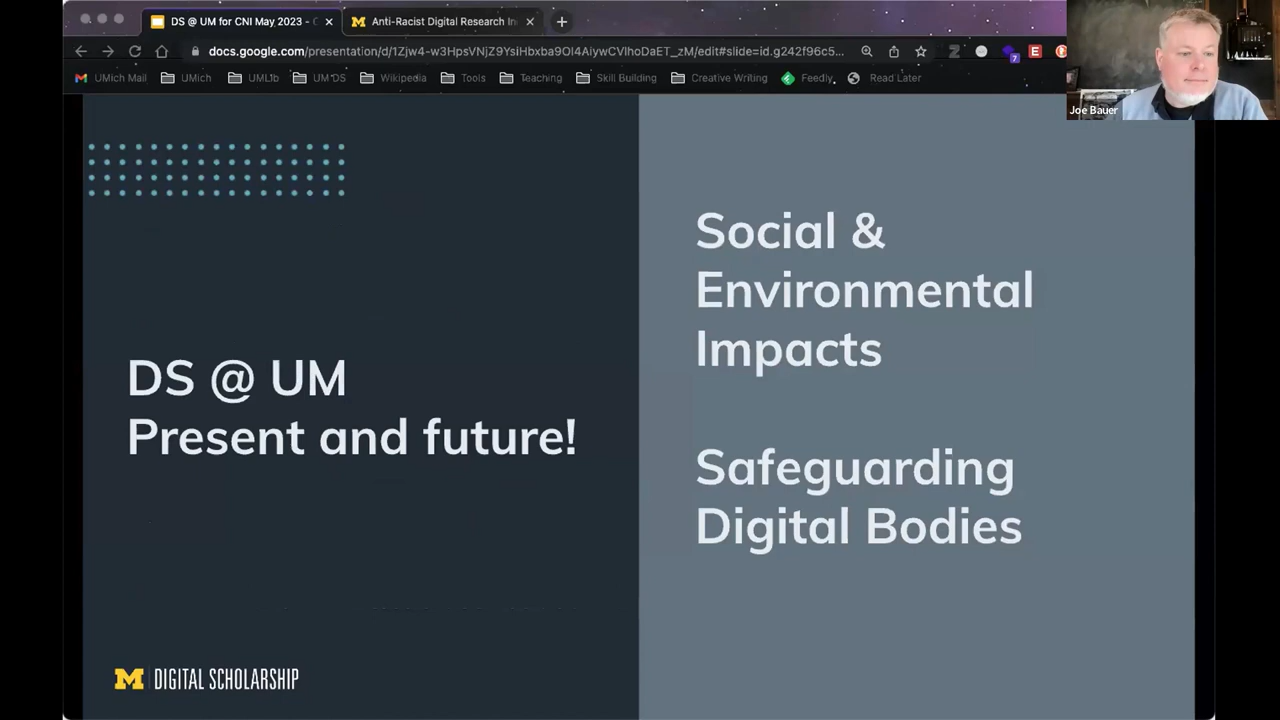 DS @ UM for CNI May 2023 -
Anti-Racist Digital Research In
docs.google.com/presentation/d/1Zjw4-w3HpsVNjZ9YsiHbxba9OI4AiywCVlhoDaET_zM/edit#slide=id.g242f96c5...
UMich Mail
UMich
UMLib
UM DS
Wikipedia
Tools
Teaching
Skill Building
Creative Writing
Feedly
Read Later
Joe Bauer
DS @ UM
Present and future!
Social &
Environmental
Impacts
Safeguarding
Digital Bodies
M DIGITAL SCHOLARSHIP